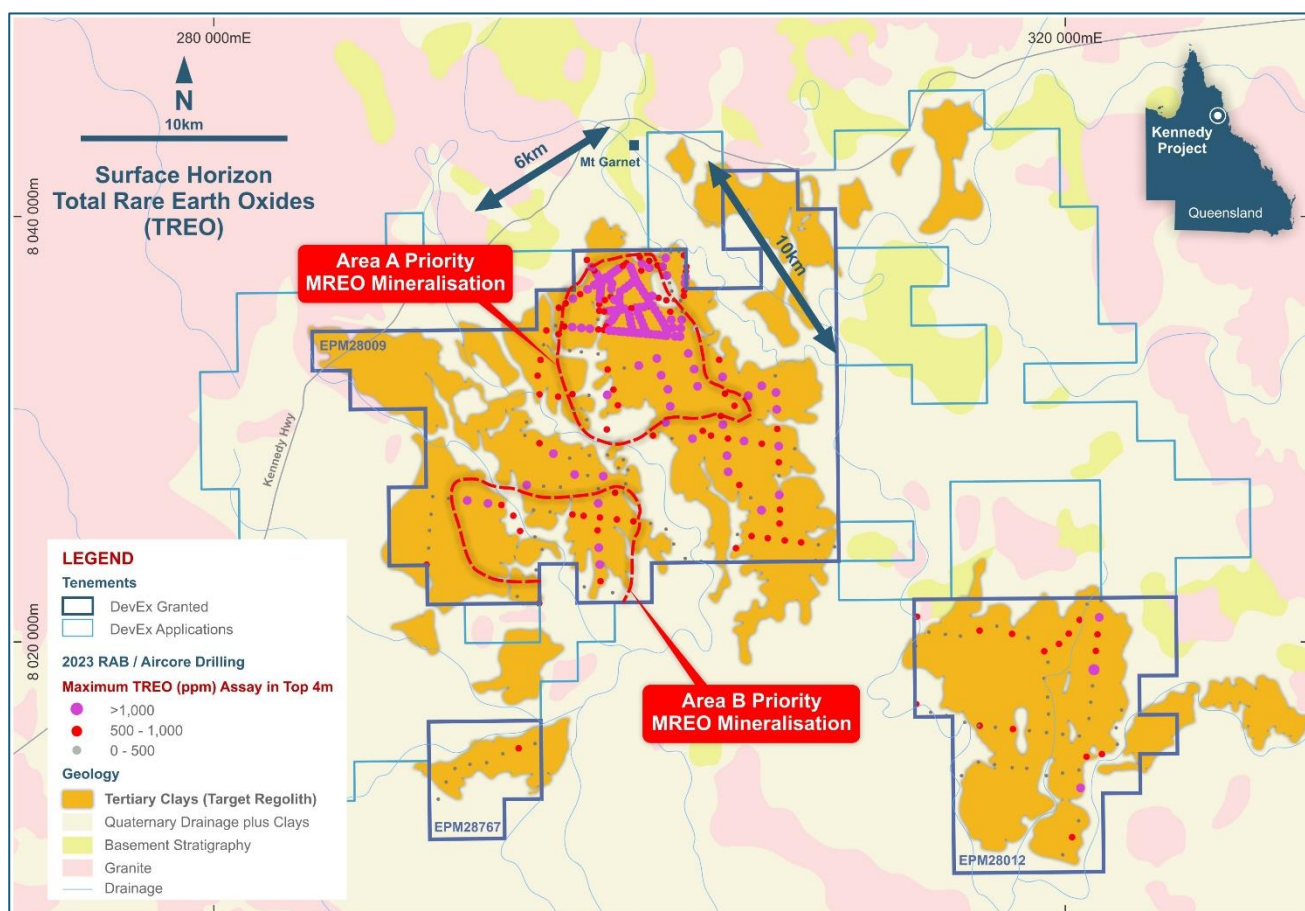 280 000mE
320 000mE
N
10km
Surface Horizon
Total Rare Earth Oxides
(TREO)
6km
Mt Garnet
10km
Kennedy
Project
Queensland
8 040 000m
Area A Priority
MREO Mineralisation
EPM28009
Kennedy Hwy
LEGEND
Tenements
DevEx Granted
DevEx Applications
2023 RAB / Aircore Drilling
Maximum TREO (ppm) Assay in Top 4m
>1,000
500 - 1,000
0 - 500
Geology
Tertiary Clays (Target Regolith)
Quaternary Drainage plus Clays
Basement Stratigraphy
Granite
Drainage
8 020 000m
Area B Priority
MREO Mineralisation
EPM28767
EPM28012